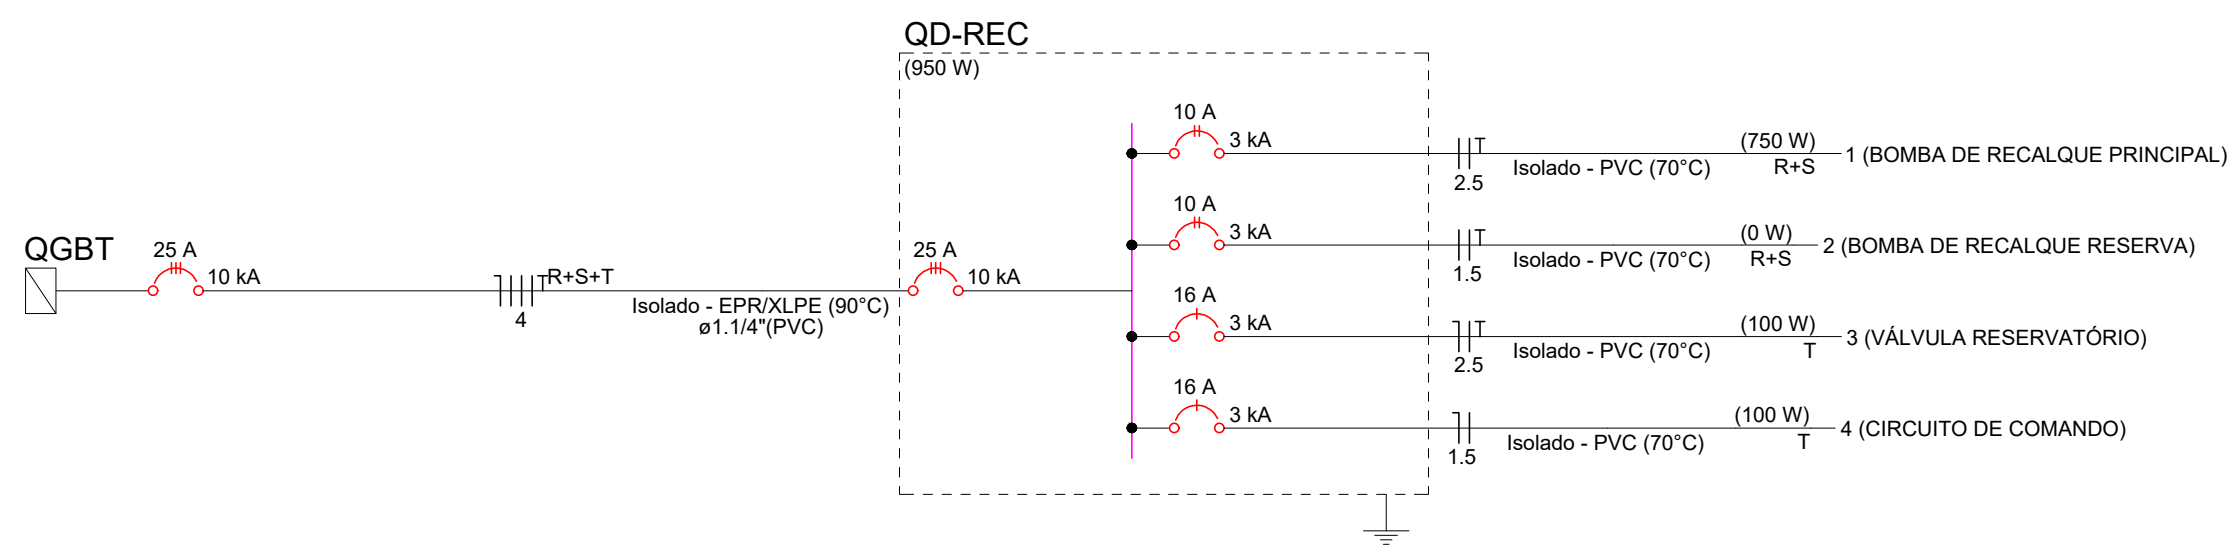 QD-REC
(950 W)
10 A
3 kA
T
2.5
Isolado - PVC (70°C)
(750 W)
R+S
1 (BOMBA DE RECALQUE PRINCIPAL)
10 A
3 kA
T
1.5
Isolado - PVC (70°C)
(0 W)
R+S
2 (BOMBA DE RECALQUE RESERVA)
QGBT
25 A
10 kA
T
R+S+T
4
Isolado - EPR/XLPE (90°C)
ø1.1/4"(PVC)
25 A
10 kA
16 A
3 kA
T
2.5
Isolado - PVC (70°C)
(100 W)
T
3 (VÁLVULA RESERVATÓRIO)
16 A
3 kA
1.5
Isolado - PVC (70°C)
(100 W)
T
4 (CIRCUITO DE COMANDO)